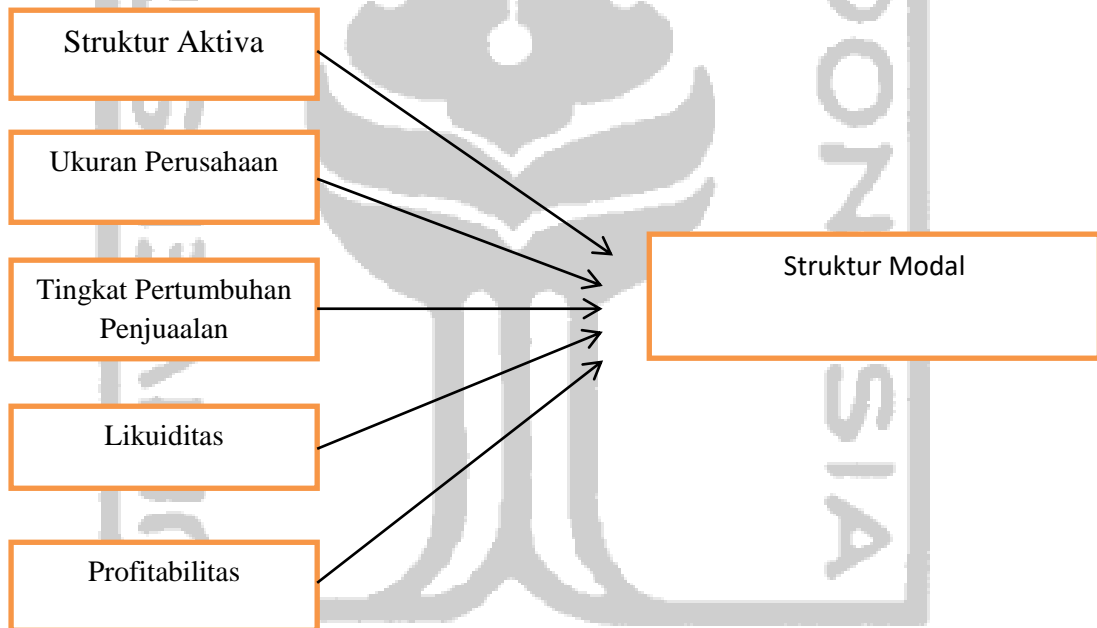 Struktur Aktiva
Ukuran Perusahaan
Struktur Modal
Tingkat Pertumbuhan
Penjuaalan
Likuiditas
Profitabilitas